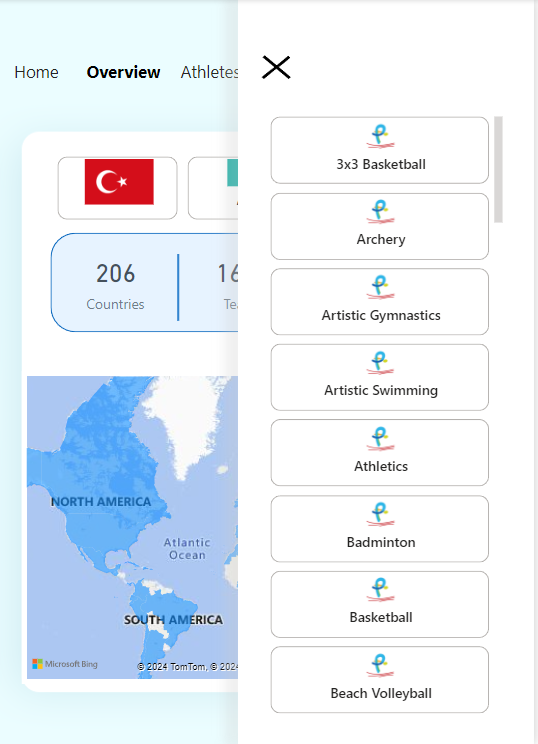 Home Overview Athletes
206
Countries
16
Te
NORTH AMERICA
Atlantic
Ocean
SOUTH AMERICA
Microsoft Bing
© 2024 TomTom, © 2024
3x3 Basketball
Archery
Artistic Gymnastics
Artistic Swimming
Athletics
Badminton
Basketball
Beach Volleyball